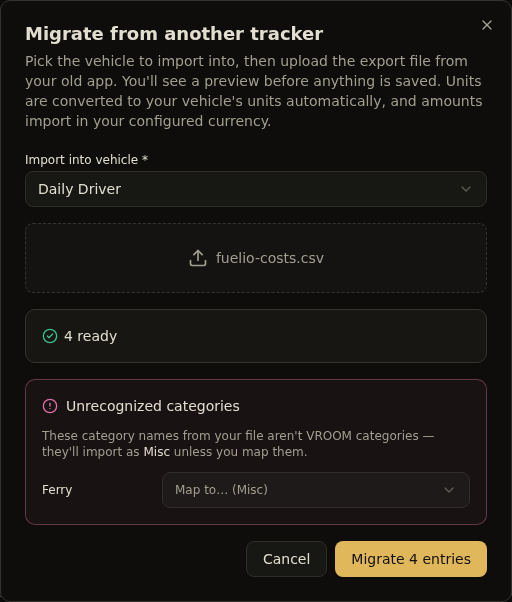 Migrate from another tracker
Pick the vehicle to import into, then upload the export file from
your old app. You'll see a preview before anything is saved. Units
are converted to your vehicle's units automatically, and amounts
import in your configured currency.
Import into vehicle *
Daily Driver
fuelio-costs.csv
4 ready
Unrecognized categories
These category names from your file aren't VROOM categories —
they'll import as Misc unless you map them.
Ferry
Map to... (Misc)
Cancel
Migrate 4 entries